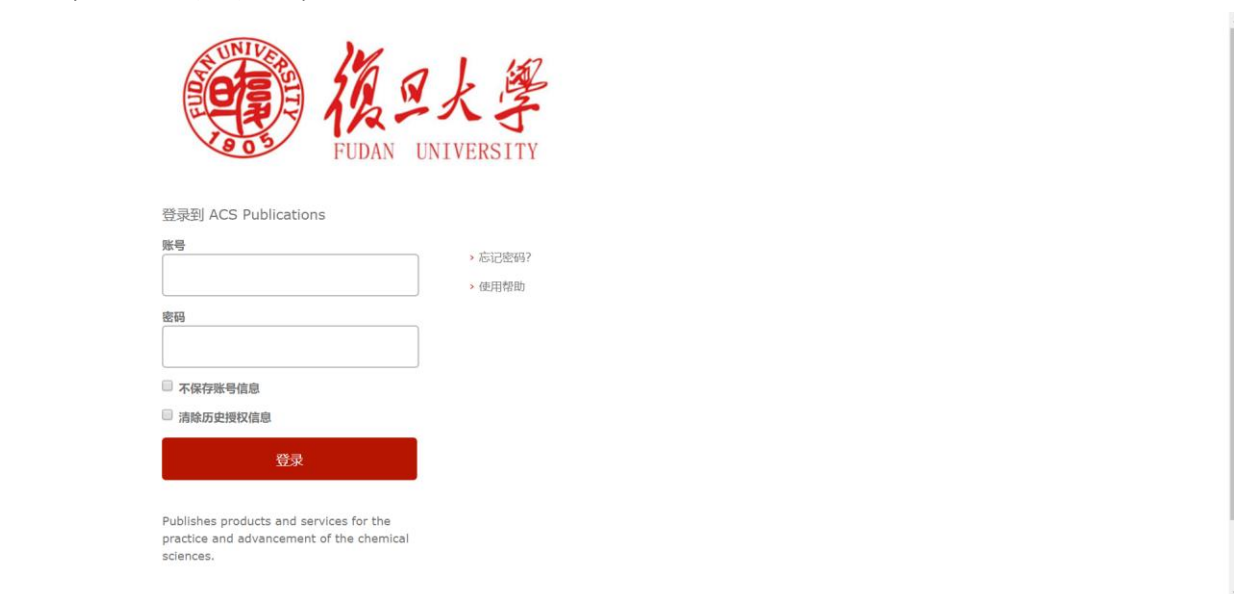 FUDAN UNIVERSITY
1905
復旦大學
FUDAN UNIVERSITY
登录到 ACS Publications
账号
› 忘记密码?
› 使用帮助
密码
不保存账号信息
清除历史授权信息
登录
Publishes products and services for the
practice and advancement of the chemical
sciences.